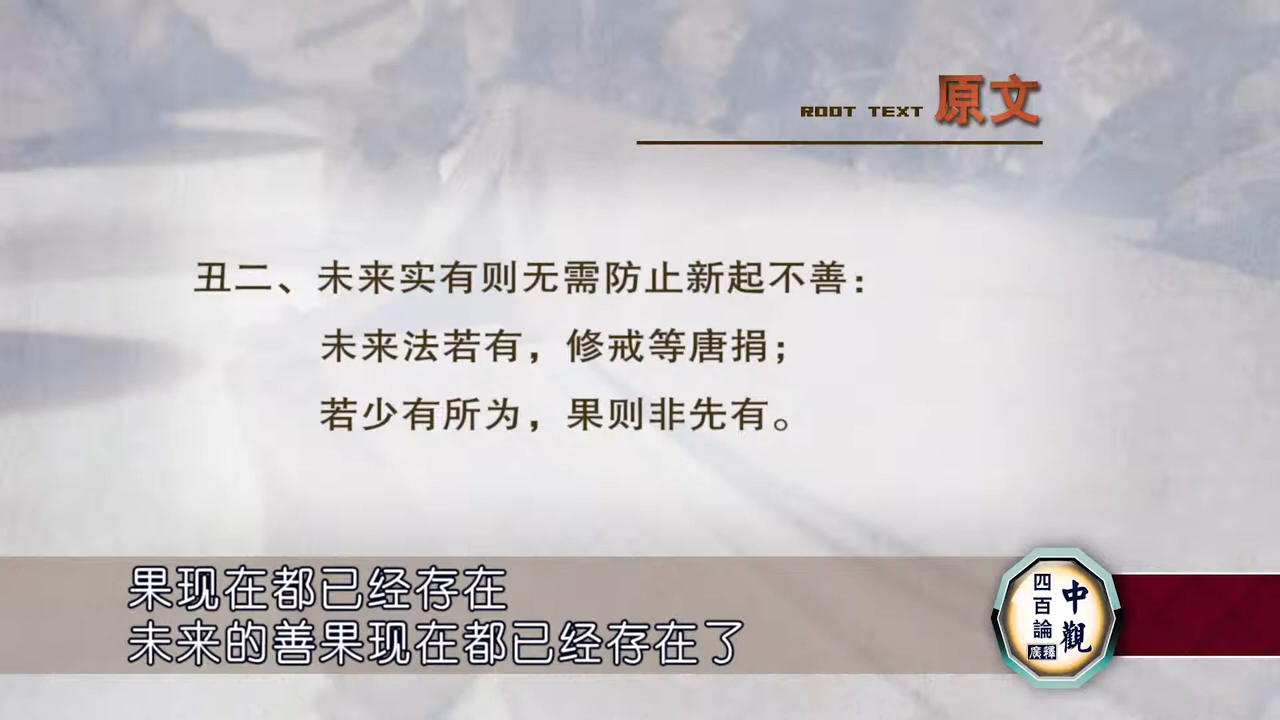 ROOT TEXT 原文
丑二、未来实有则无需防止新起不善：
未来法若有，修戒等唐捐；
若少有所为，果则非先有。
果现在都已经存在
未来的善果现在都已经存在了
中觀
四百論
廣釋